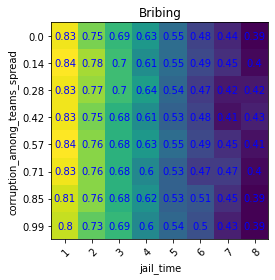 Bribing
corruption_among_teams_spread
0.0 0.83 0.75 0.69 0.63 0.55 0.48 0.44
0.14 0.84 0.78 0.7 0.61 0.55 0.49 0.45
0.28 0.83 0.77 0.7 0.64 0.54 0.47 0.42 0.42
0.42 0.83 0.75 0.68 0.61 0.53 0.48 0.41 0.43
0.57 0.84 0.76 0.68 0.63 0.55 0.49 0.45
0.71 0.83 0.76 0.68 0.6 0.53 0.47 0.47 0.4
0.85 0.81 0.76 0.68 0.62 0.53 0.51 0.45
0.99 0.8 0.73 0.69 0.6 0.54 0.5 0.43
1 2 3 4 5 6 7 8
jail_time